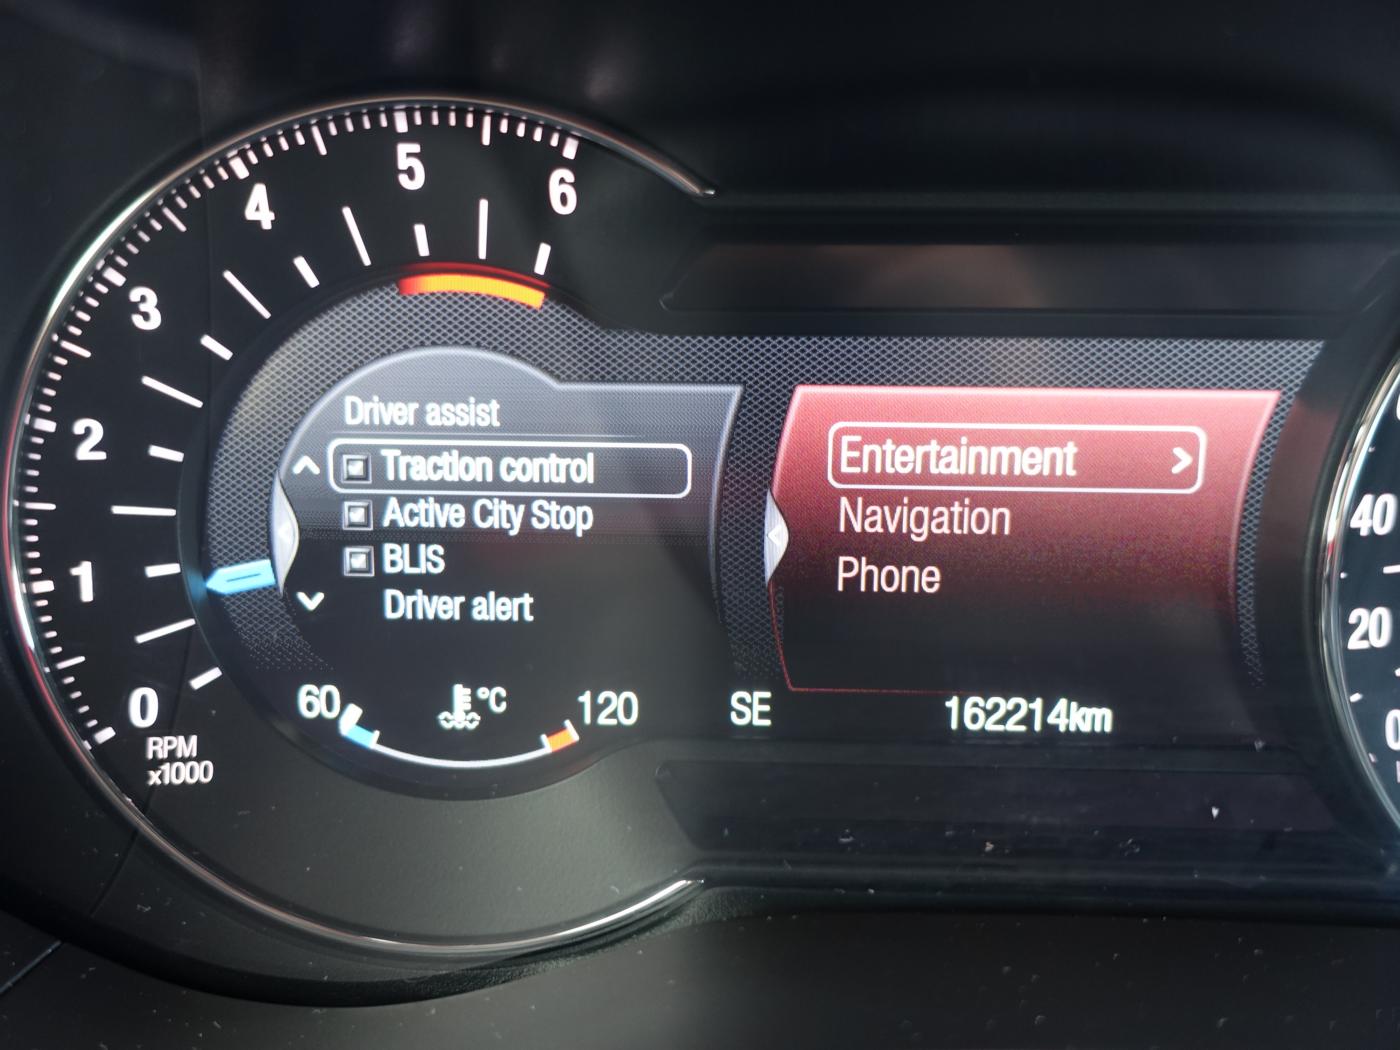 5
4
6
3
2
1
0
RPM
x1000
Driver assist
Traction control
Active City Stop
BLIS
Driver alert
60
°C
120
Entertainment >
Navigation
Phone
SE
162214km
40
20